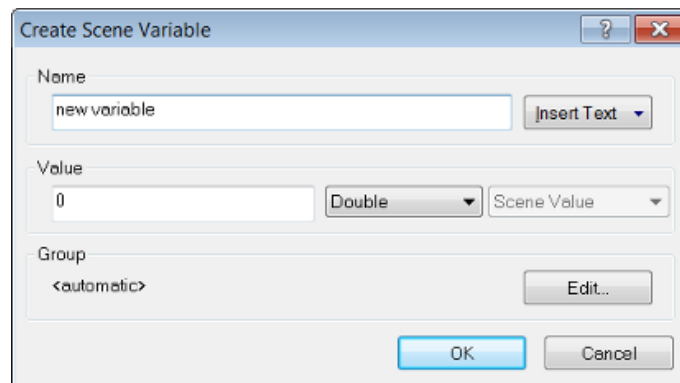 Create Scene Variable
Name
new variable
Insert Text
Value
0
Double
Scene Value
Group
<automatic>
Edit...
OK
Cancel